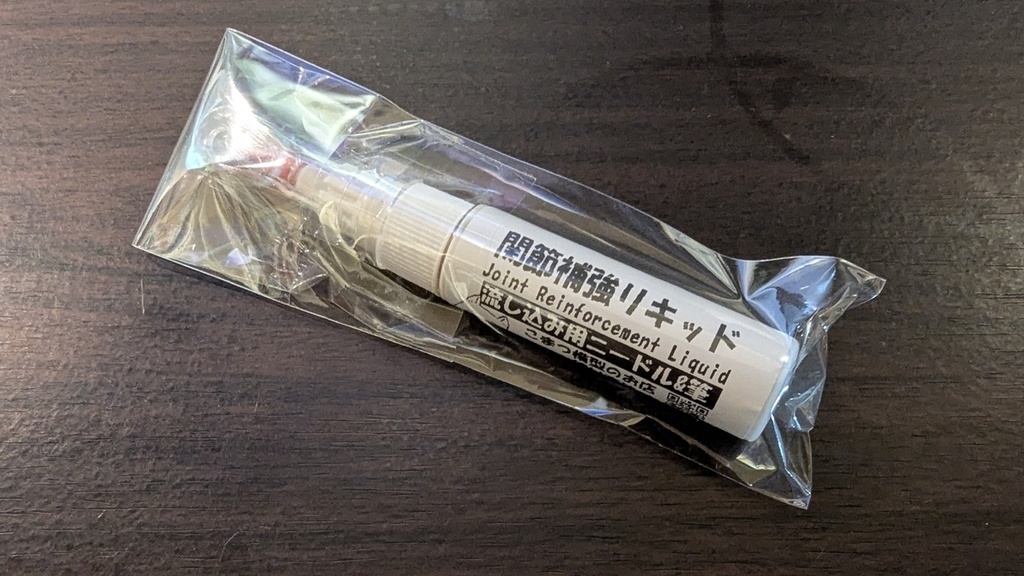 関節補強リキッド
Joint Reinforcement Liquid
流し込み用ニードル&筆
こまつ模型のお店